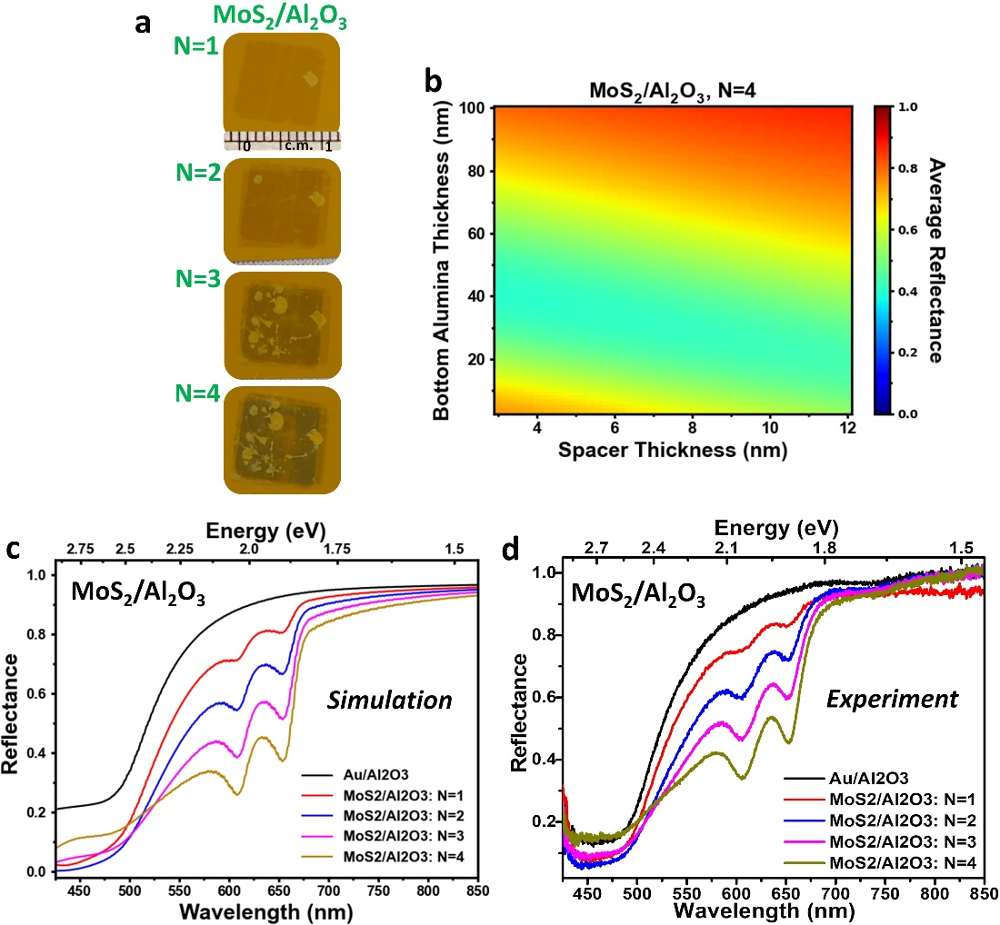 a
MoS₂/Al₂O₃
N=1
0 c.m. 1
N=2
N=3
N=4
b
MoS₂/Al₂O₃, N=4
Bottom Alumina Thickness (nm)
100
80
60
40
20
4 6 8 10 12
Spacer Thickness (nm)
1.0
0.8
0.6
0.4
0.2
0.0
Average Reflectance
c
Energy (eV)
2.75 2.5 2.25 2.0 1.75 1.5
MoS₂/Al₂O₃
Simulation
Reflectance
1.0
0.8
0.6
0.4
0.2
0.0
Au/Al2O3
MoS2/Al2O3: N=1
MoS2/Al2O3: N=2
MoS2/Al2O3: N=3
MoS2/Al2O3: N=4
450 500 550 600 650 700 750 800 850
Wavelength (nm)
d
Energy (eV)
2.7 2.4 2.1 1.8 1.5
MoS₂/Al₂O₃
Experiment
Reflectance
1.0
0.8
0.6
0.4
0.2
Au/Al2O3
MoS2/Al2O3: N=1
MoS2/Al2O3: N=2
MoS2/Al2O3: N=3
MoS2/Al2O3: N=4
450 500 550 600 650 700 750 800 850
Wavelength (nm)